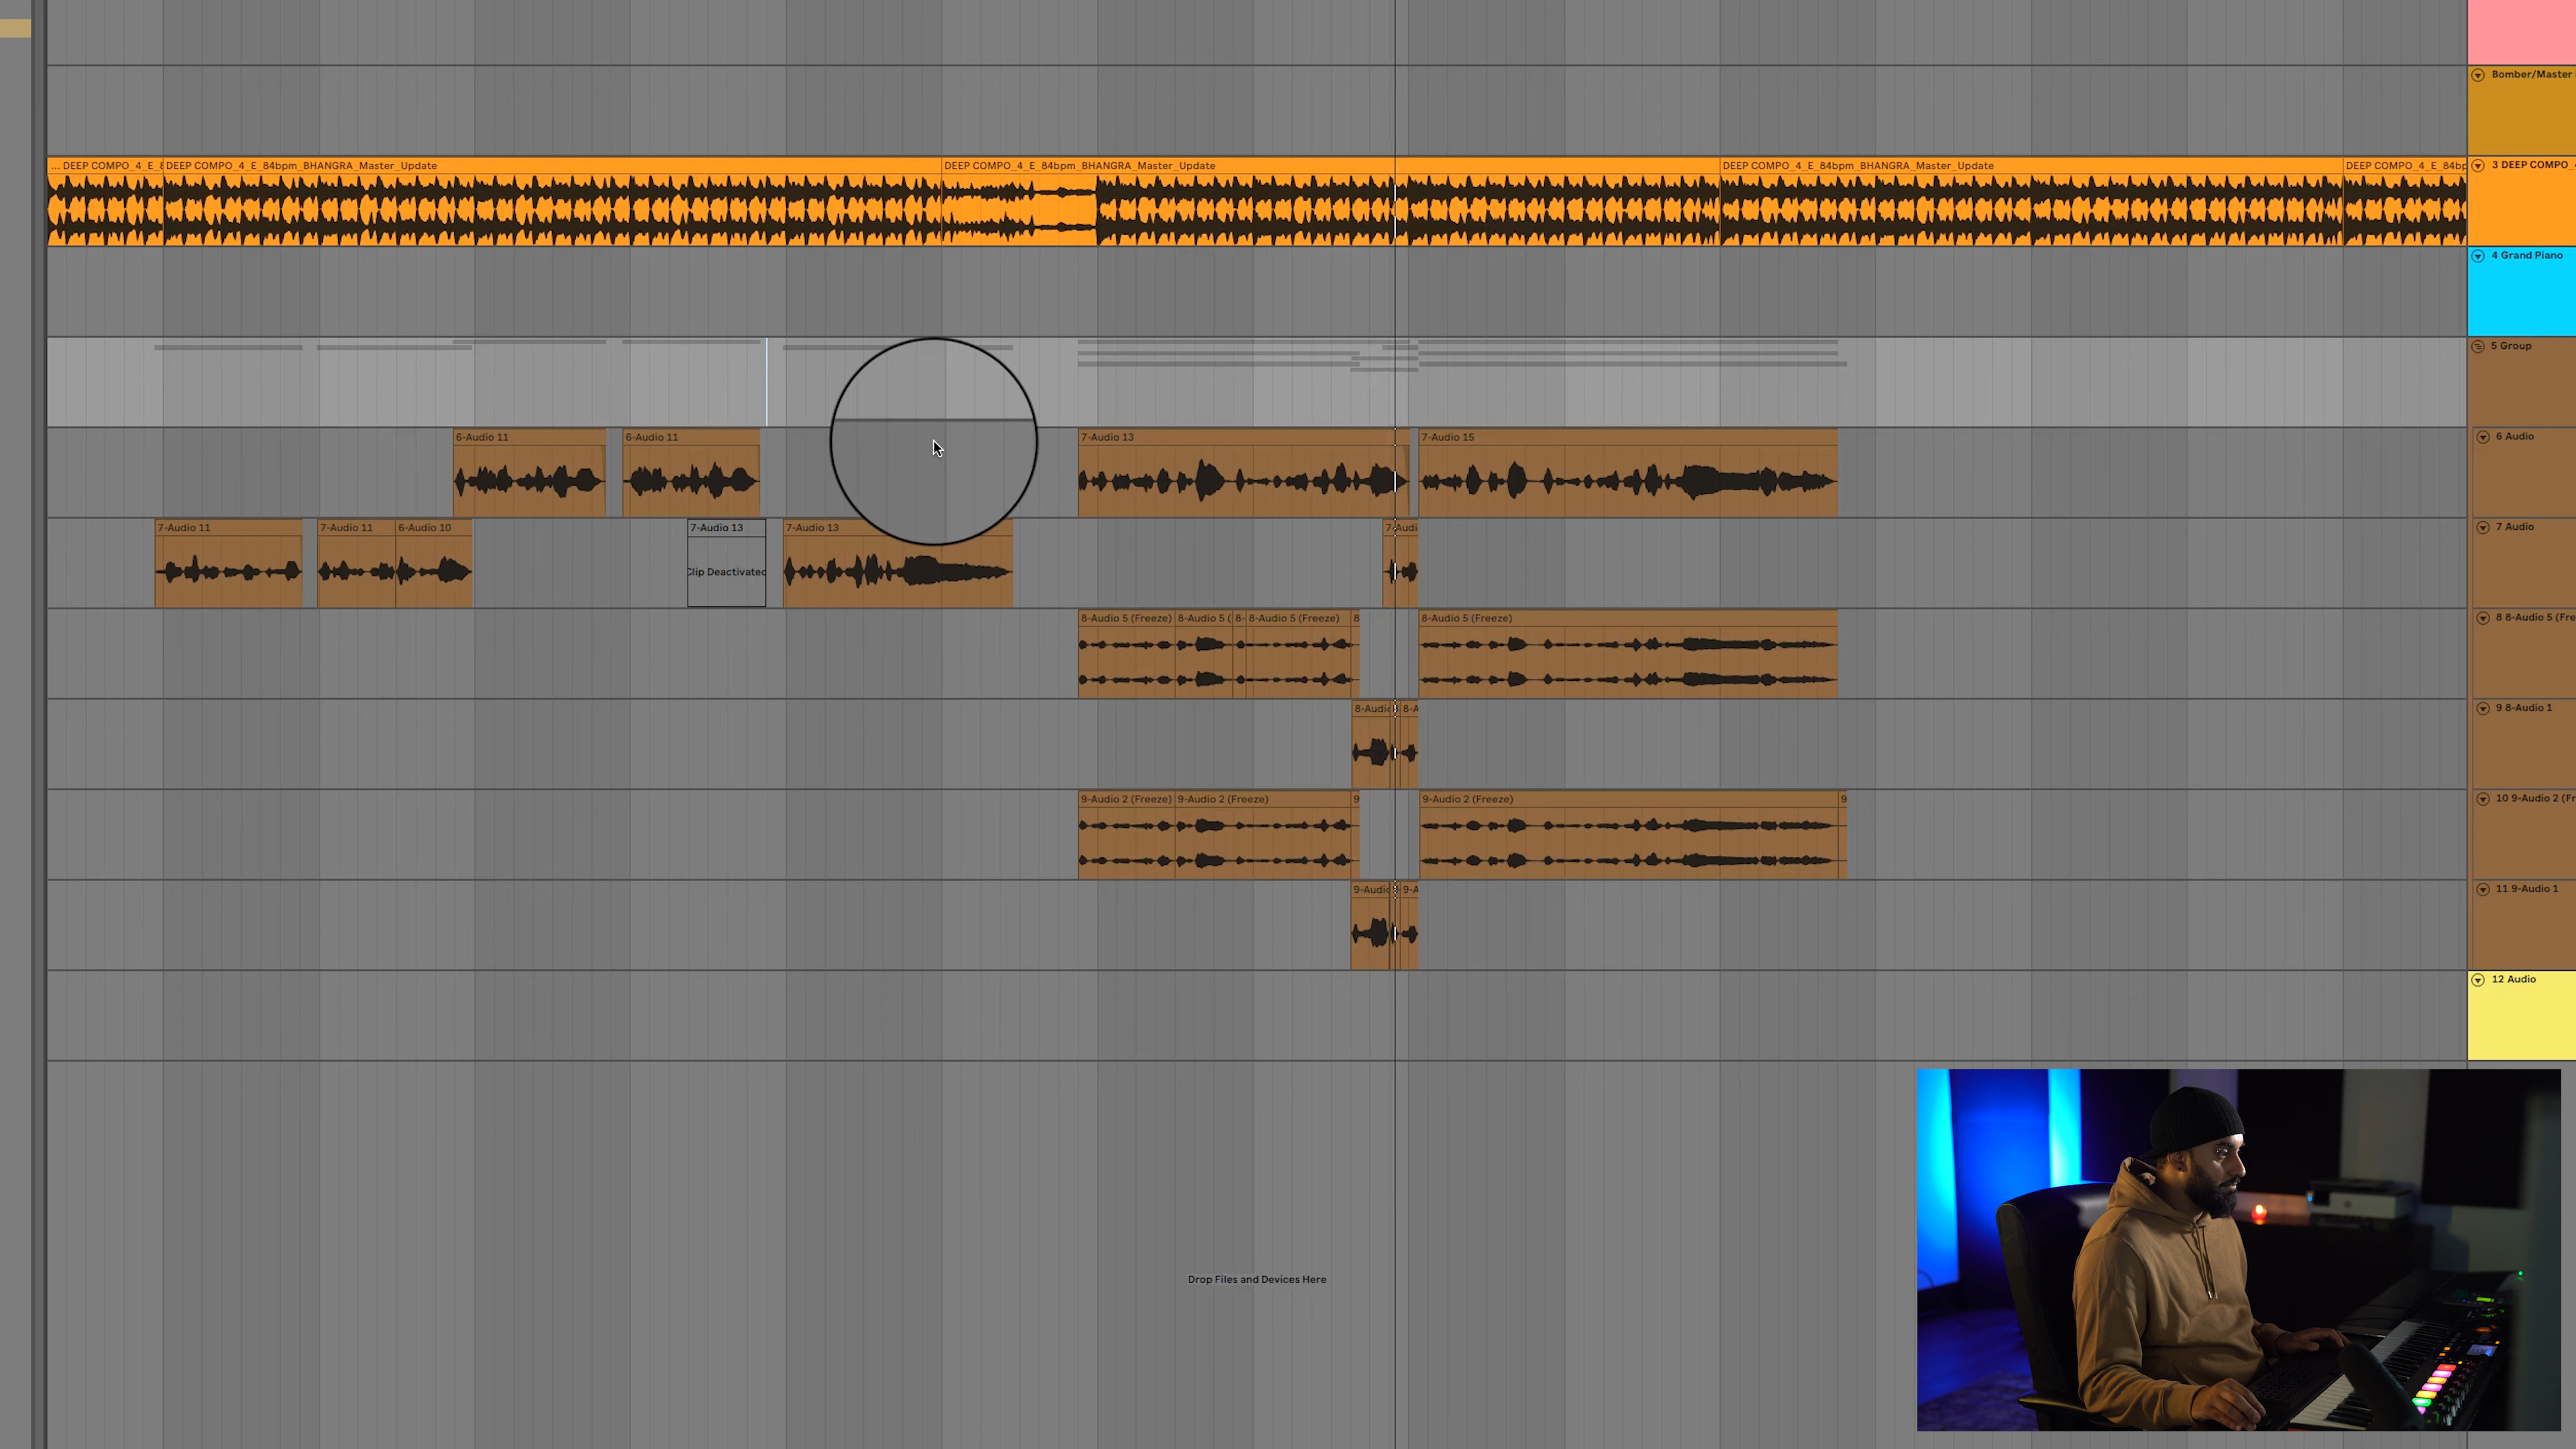 Bomber/Master
... DEEP COMPO_4_E_8
DEEP COMPO_4_E_84bpm_BHANGRA_Master_Update
DEEP COMPO_4_E_84bpm_BHANGRA_Master_Update
DEEP COMPO_4_E_84bpm_BHANGRA_Master_Update
DEEP COMPO_4_E_84bp
3 DEEP COMPO_
4 Grand Piano
5 Group
6-Audio 11
6-Audio 11
7-Audio 13
7-Audio 15
6 Audio
7-Audio 11
7-Audio 11
6-Audio 10
7-Audio 13
Clip Deactivated
7-Audio 13
7-Audi
7 Audio
8-Audio 5 (Freeze)
8-Audio 5 (
8-
8-Audio 5 (Freeze)
8
8-Audio 5 (Freeze)
8 8-Audio 5 (Fre
8-Audio
8-A
9 8-Audio 1
9-Audio 2 (Freeze)
9-Audio 2 (Freeze)
9
9-Audio 2 (Freeze)
9
10 9-Audio 2 (Fr
9-Audio
9-A
11 9-Audio 1
12 Audio
Drop Files and Devices Here